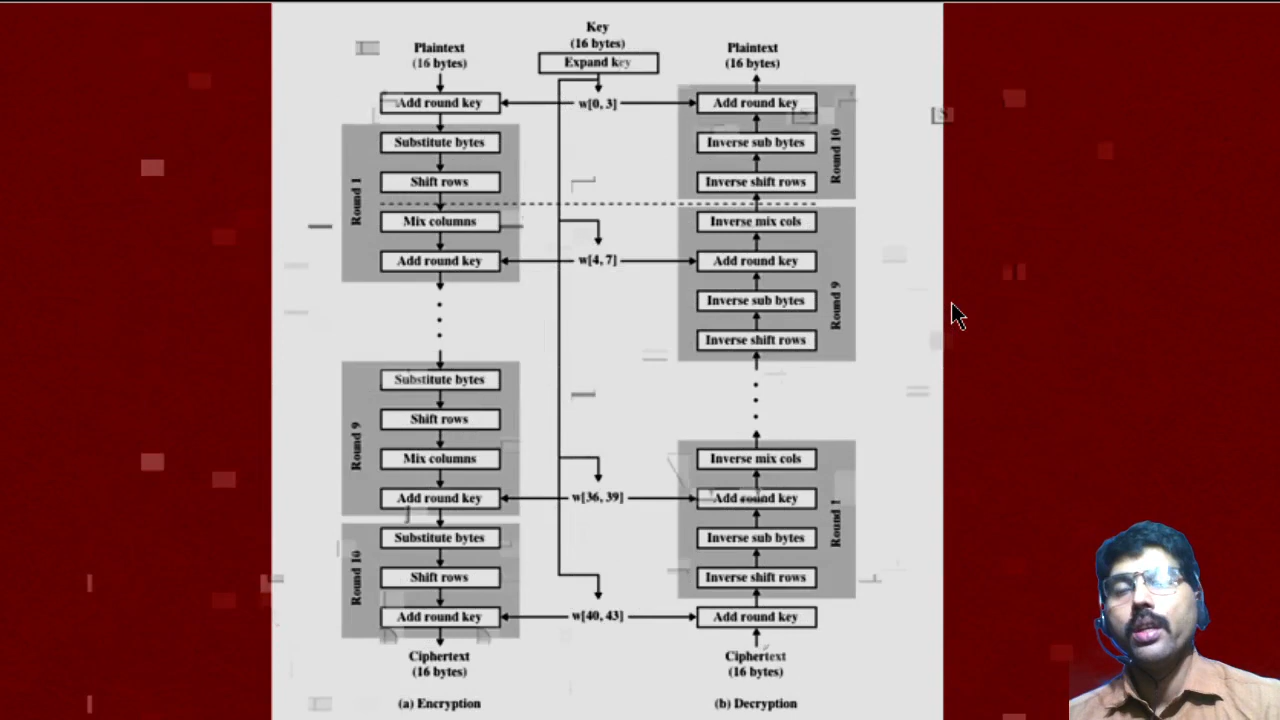 Key
(16 bytes)
Expand key
Plaintext
(16 bytes)
Add round key
Substitute bytes
Shift rows
Mix columns
Add round key
Round 1
Substitute bytes
Shift rows
Mix columns
Add round key
Round 9
Substitute bytes
Shift rows
Add round key
Round 10
Ciphertext
(16 bytes)
(a) Encryption
w[0, 3]
w[4, 7]
w[36, 39]
w[40, 43]
Plaintext
(16 bytes)
Add round key
Inverse sub bytes
Inverse shift rows
Round 10
Inverse mix cols
Add round key
Inverse sub bytes
Inverse shift rows
Round 9
Inverse mix cols
Add round key
Inverse sub bytes
Inverse shift rows
Round 1
Add round key
Ciphertext
(16 bytes)
(b) Decryption